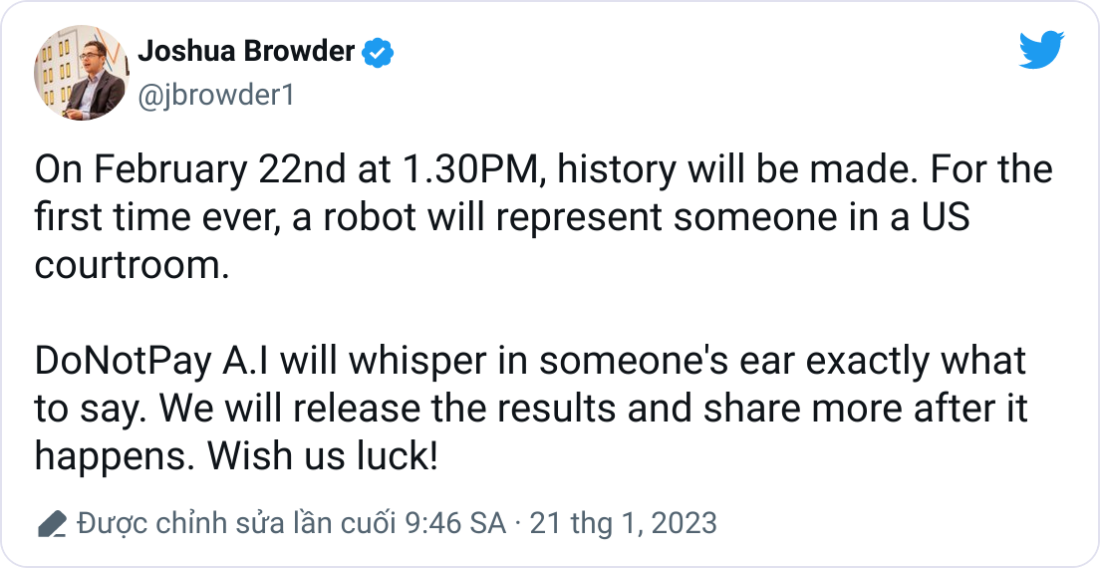 Joshua Browder
@jbrowder1
On February 22nd at 1.30PM, history will be made. For the
first time ever, a robot will represent someone in a US
courtroom.
DoNotPay A.I will whisper in someone's ear exactly what
to say. We will release the results and share more after it
happens. Wish us luck!
Được chỉnh sửa lần cuối 9:46 SA · 21 thg 1, 2023